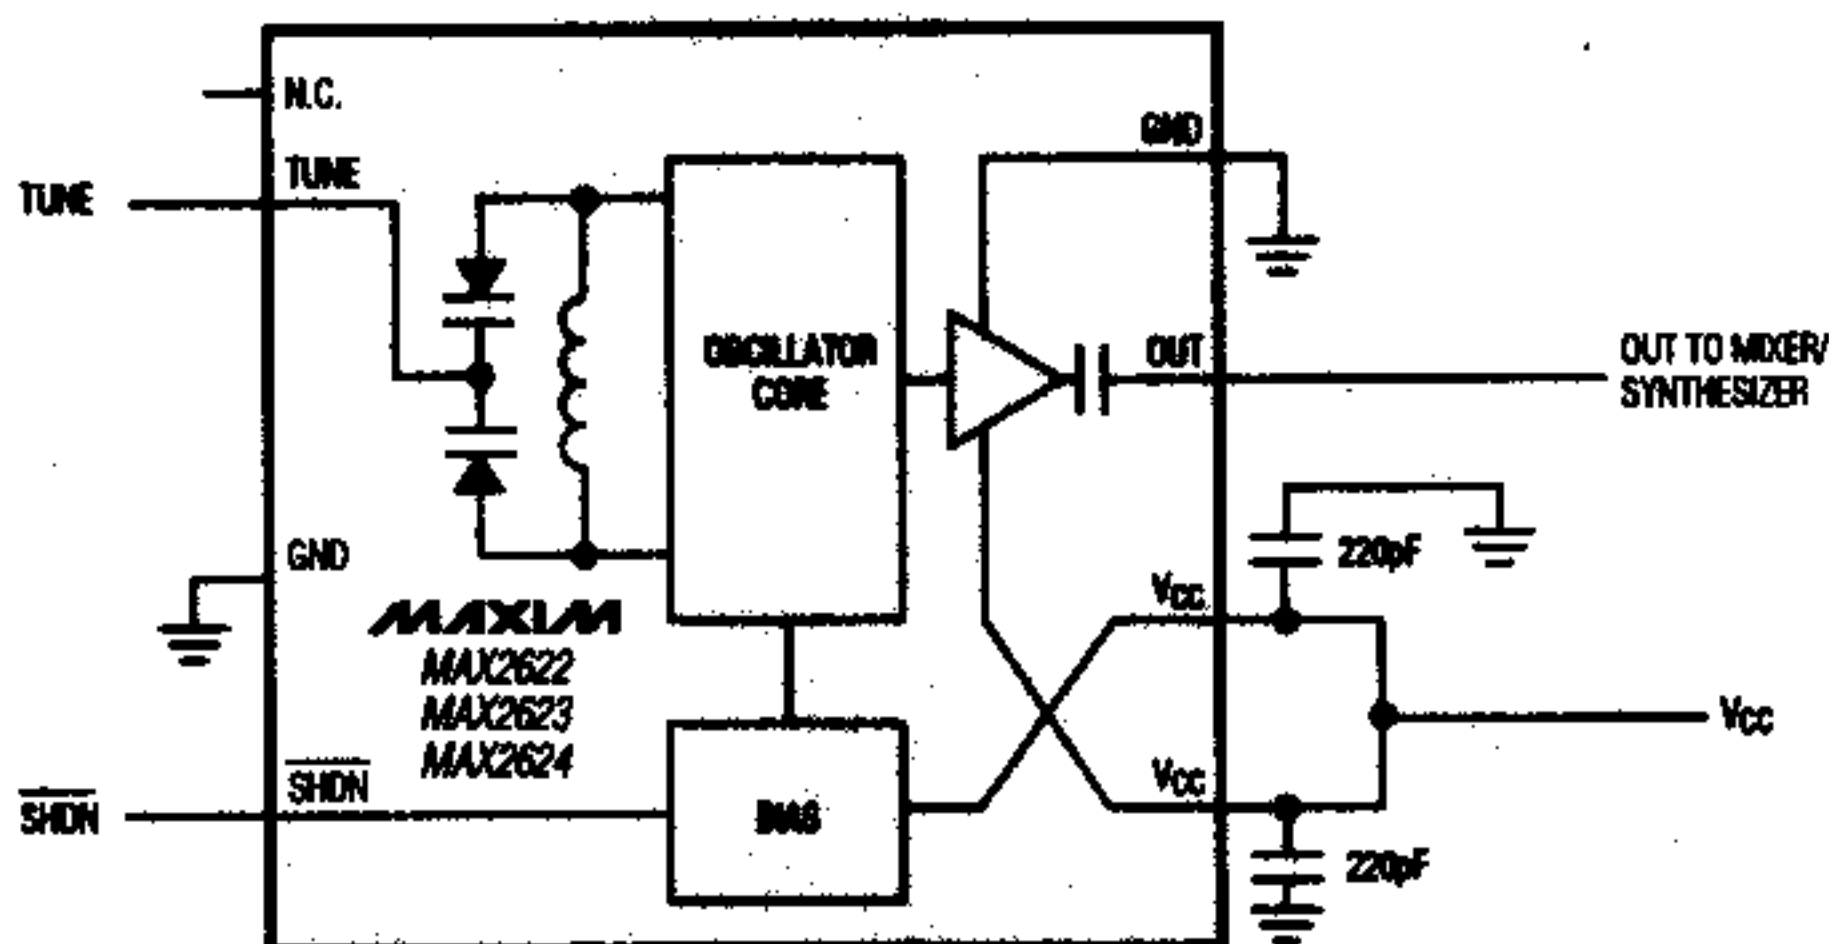 N.C.
GND
TUNE
TUNE
OSCILLATOR
CORE
OUT
OUT TO MIXER/
SYNTHESIZER
GND
220pF
VCC
MAXIM
MAX2622
MAX2623
MAX2624
VCC
SHDN
SHDN
BIAS
VCC
220pF